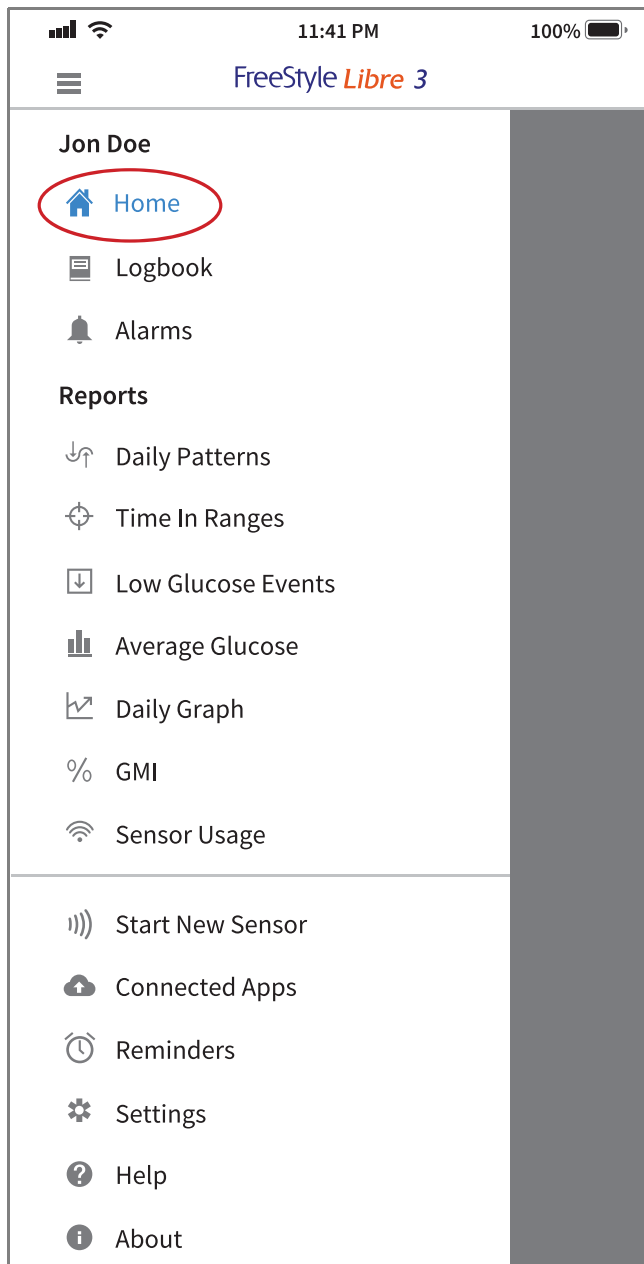 11:41 PM 100%
FreeStyle Libre 3
Jon Doe
Home
Logbook
Alarms
Reports
Daily Patterns
Time In Ranges
Low Glucose Events
Average Glucose
Daily Graph
% GMI
Sensor Usage
Start New Sensor
Connected Apps
Reminders
Settings
Help
About